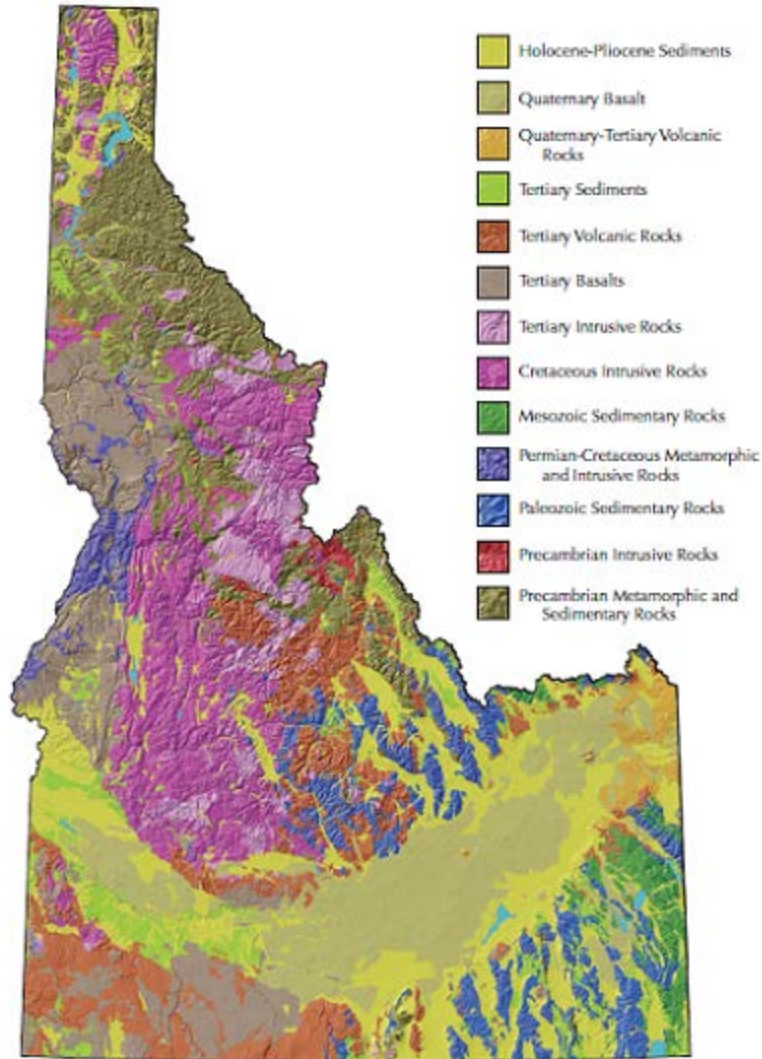 Holocene-Pliocene Sediments
Quaternary Basalt
Quaternary-Tertiary Volcanic
Rocks
Tertiary Sediments
Tertiary Volcanic Rocks
Tertiary Basalts
Tertiary Intrusive Rocks
Cretaceous Intrusive Rocks
Mesozoic Sedimentary Rocks
Permian-Cretaceous Metamorphic
and Intrusive Rocks
Paleozoic Sedimentary Rocks
Precambrian Intrusive Rocks
Precambrian Metamorphic and
Sedimentary Rocks